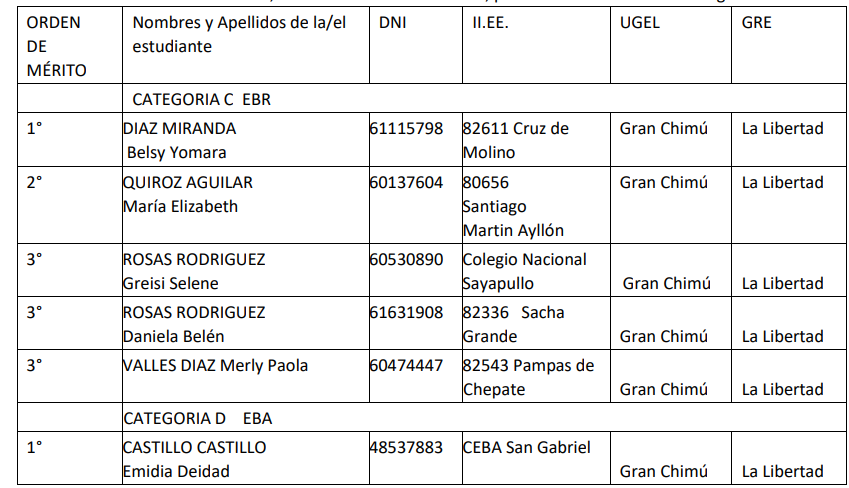 ORDEN DE MÉRITO Nombres y Apellidos de la/el estudiante DNI II.EE. UGEL GRE
CATEGORIA C EBR
1° DIAZ MIRANDA Belsy Yomara 61115798 82611 Cruz de Molino Gran Chimú La Libertad
2° QUIROZ AGUILAR María Elizabeth 60137604 80656 Santiago Martin Ayllón Gran Chimú La Libertad
3° ROSAS RODRIGUEZ Greisi Selene 60530890 Colegio Nacional Sayapullo Gran Chimú La Libertad
3° ROSAS RODRIGUEZ Daniela Belén 61631908 82336 Sacha Grande Gran Chimú La Libertad
3° VALLES DIAZ Merly Paola 60474447 82543 Pampas de Chepate Gran Chimú La Libertad
CATEGORIA D EBA
1° CASTILLO CASTILLO Emidia Deidad 48537883 CEBA San Gabriel Gran Chimú La Libertad